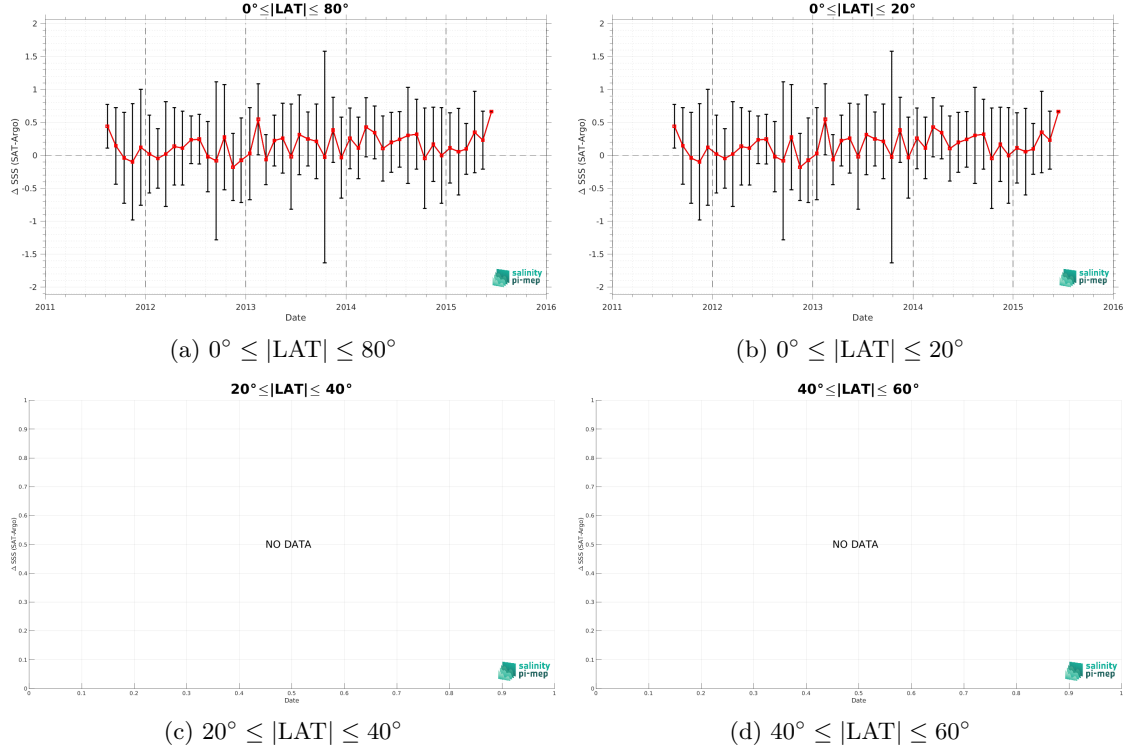 0°≤|LAT|≤ 80°
2
1.5
1
0.5
0
-0.5
-1
-1.5
-2
Δ SSS (SAT-Argo)
2011
2012
2013
2014
2015
2016
Date
salinity
pi-mep
(a) 0° ≤ |LAT| ≤ 80°
0°≤|LAT|≤ 20°
2
1.5
1
0.5
0
-0.5
-1
-1.5
-2
Δ SSS (SAT-Argo)
2011
2012
2013
2014
2015
2016
Date
salinity
pi-mep
(b) 0° ≤ |LAT| ≤ 20°
20°≤|LAT|≤ 40°
1
0.9
0.8
0.7
0.6
0.5
0.4
0.3
0.2
0.1
0
Δ SSS (SAT-Argo)
NO DATA
0
0.1
0.2
0.3
0.4
0.5
0.6
0.7
0.8
0.9
1
Date
salinity
pi-mep
(c) 20° ≤ |LAT| ≤ 40°
40°≤|LAT|≤ 60°
1
0.9
0.8
0.7
0.6
0.5
0.4
0.3
0.2
0.1
0
Δ SSS (SAT-Argo)
NO DATA
0
0.1
0.2
0.3
0.4
0.5
0.6
0.7
0.8
0.9
1
Date
salinity
pi-mep
(d) 40° ≤ |LAT| ≤ 60°